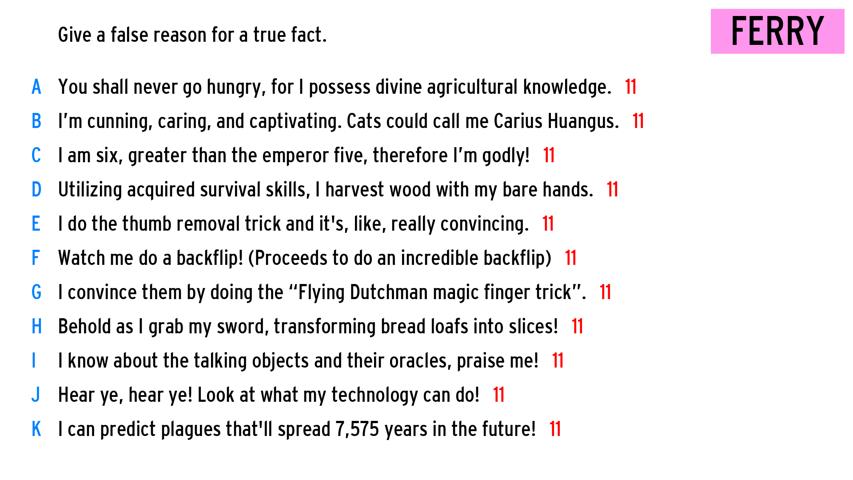 Give a false reason for a true fact.
FERRY
A You shall never go hungry, for I possess divine agricultural knowledge. 11
B I'm cunning, caring, and captivating. Cats could call me Carius Huangus. 11
C I am six, greater than the emperor five, therefore I'm godly! 11
D Utilizing acquired survival skills, I harvest wood with my bare hands. 11
E I do the thumb removal trick and it's, like, really convincing. 11
F Watch me do a backflip! (Proceeds to do an incredible backflip) 11
G I convince them by doing the “Flying Dutchman magic finger trick”. 11
H Behold as I grab my sword, transforming bread loafs into slices! 11
I I know about the talking objects and their oracles, praise me! 11
J Hear ye, hear ye! Look at what my technology can do! 11
K I can predict plagues that'll spread 7,575 years in the future! 11